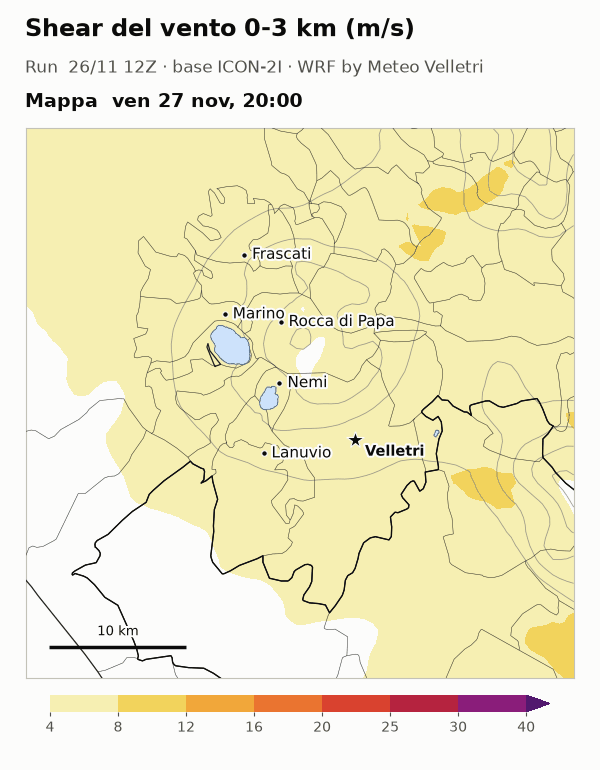 Shear del vento 0-3 km (m/s)
Run  26/11 12Z · base ICON-2I · WRF by Meteo Velletri
Mappa  ven 27 nov, 20:00
Frascati
Marino
Rocca di Papa
Nemi
Velletri
Lanuvio
10 km
4 8 12 16 20 25 30 40